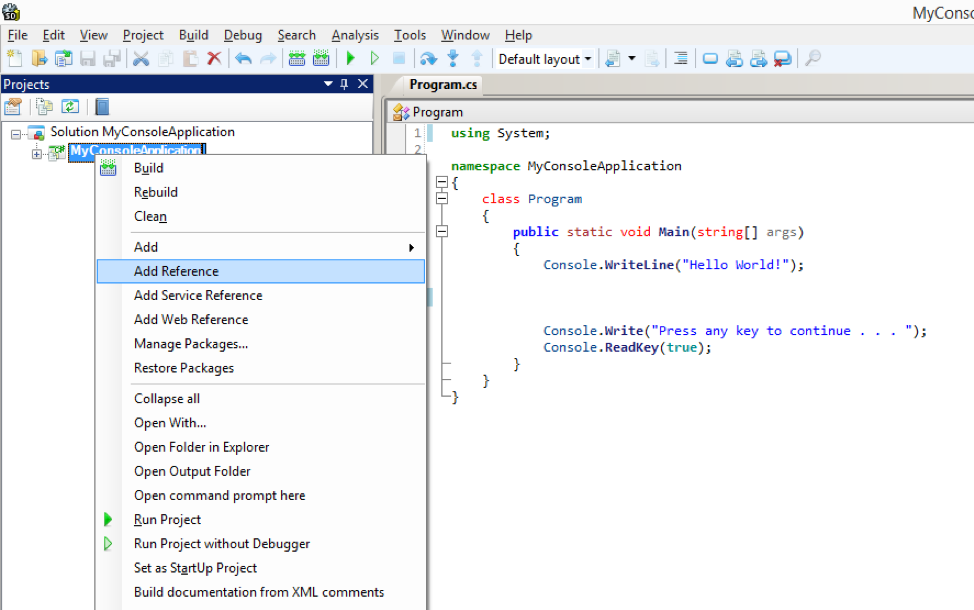 MyConso
File Edit View Project Build Debug Search Analysis Tools Window Help
Default layout
Projects
Program.cs
Program
Solution MyConsoleApplication
MyConsoleApplication
1 using System;
2
namespace MyConsoleApplication
{
class Program
{
public static void Main(string[] args)
{
Console.WriteLine("Hello World!");
Console.Write("Press any key to continue . . . ");
Console.ReadKey(true);
}
}
}
Build
Rebuild
Clean
Add
Add Reference
Add Service Reference
Add Web Reference
Manage Packages...
Restore Packages
Collapse all
Open With...
Open Folder in Explorer
Open Output Folder
Open command prompt here
Run Project
Run Project without Debugger
Set as StartUp Project
Build documentation from XML comments